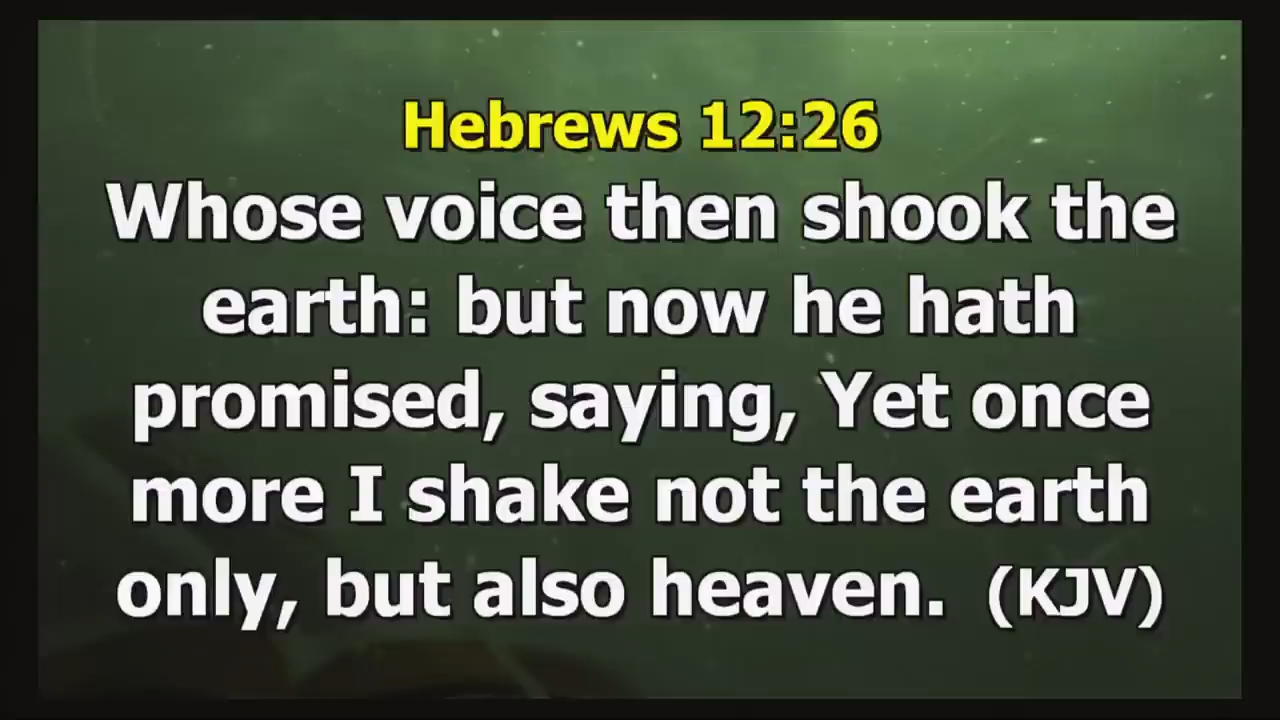 Hebrews 12:26
Whose voice then shook the
earth: but now he hath
promised, saying, Yet once
more I shake not the earth
only, but also heaven.  (KJV)